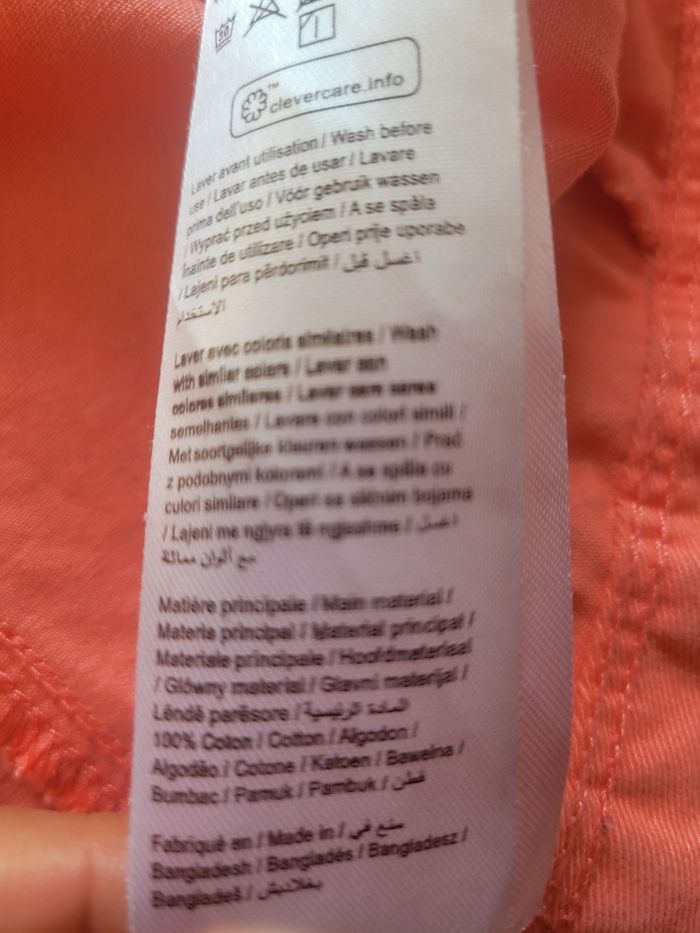 30
™
clevercare.info
Laver avant utilisation / Wash before
use / Lavar antes de usar / Lavare
prima dell'uso / Vóór gebruik wassen
/ Wyprać przed użyciem / A se spăla
înainte de utilizare / Operi prije uporabe
/ Lajeni para përdorimit / اغسل قبل
الاستخدام
Laver avec coloris similaires / Wash
with similar colors / Lavar con
colores similares / Lavar com cores
semelhantes / Lavare con colori simili /
Met soortgelijke kleuren wassen / Prać
z podobnymi kolorami / A se spăla cu
culori similare / Operi sa sličnim bojama
/ Lajeni me ngjyra të ngjashme / اغسل
مع ألوان مماثلة
Matière principale / Main material /
Materia principal / Material principal /
Materiale principale / Hoofdmateriaal
/ Główny materiał / Glavni materijal /
Lëndë parësore / المادة الرئيسية
100% Coton / Cotton / Algodon /
Algodão / Cotone / Katoen / Bawełna /
Bumbac / Pamuk / Pambuk / قطن
Fabriqué en / Made in / صنع في
Bangladesh / Bangladés / Bangladesz /
Bangladeš / بنغلاديش